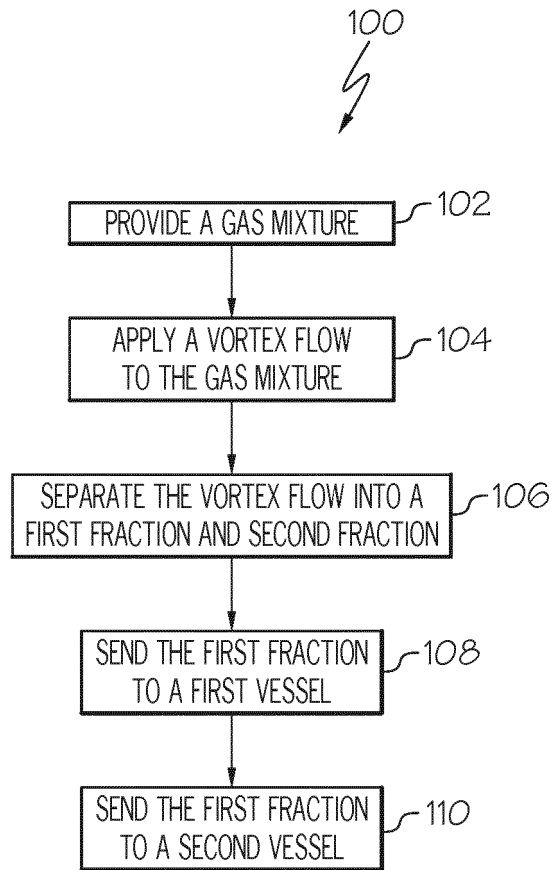 100
PROVIDE A GAS MIXTURE
102
APPLY A VORTEX FLOW
TO THE GAS MIXTURE
104
SEPARATE THE VORTEX FLOW INTO A
FIRST FRACTION AND SECOND FRACTION
106
SEND THE FIRST FRACTION
TO A FIRST VESSEL
108
SEND THE FIRST FRACTION
TO A SECOND VESSEL
110